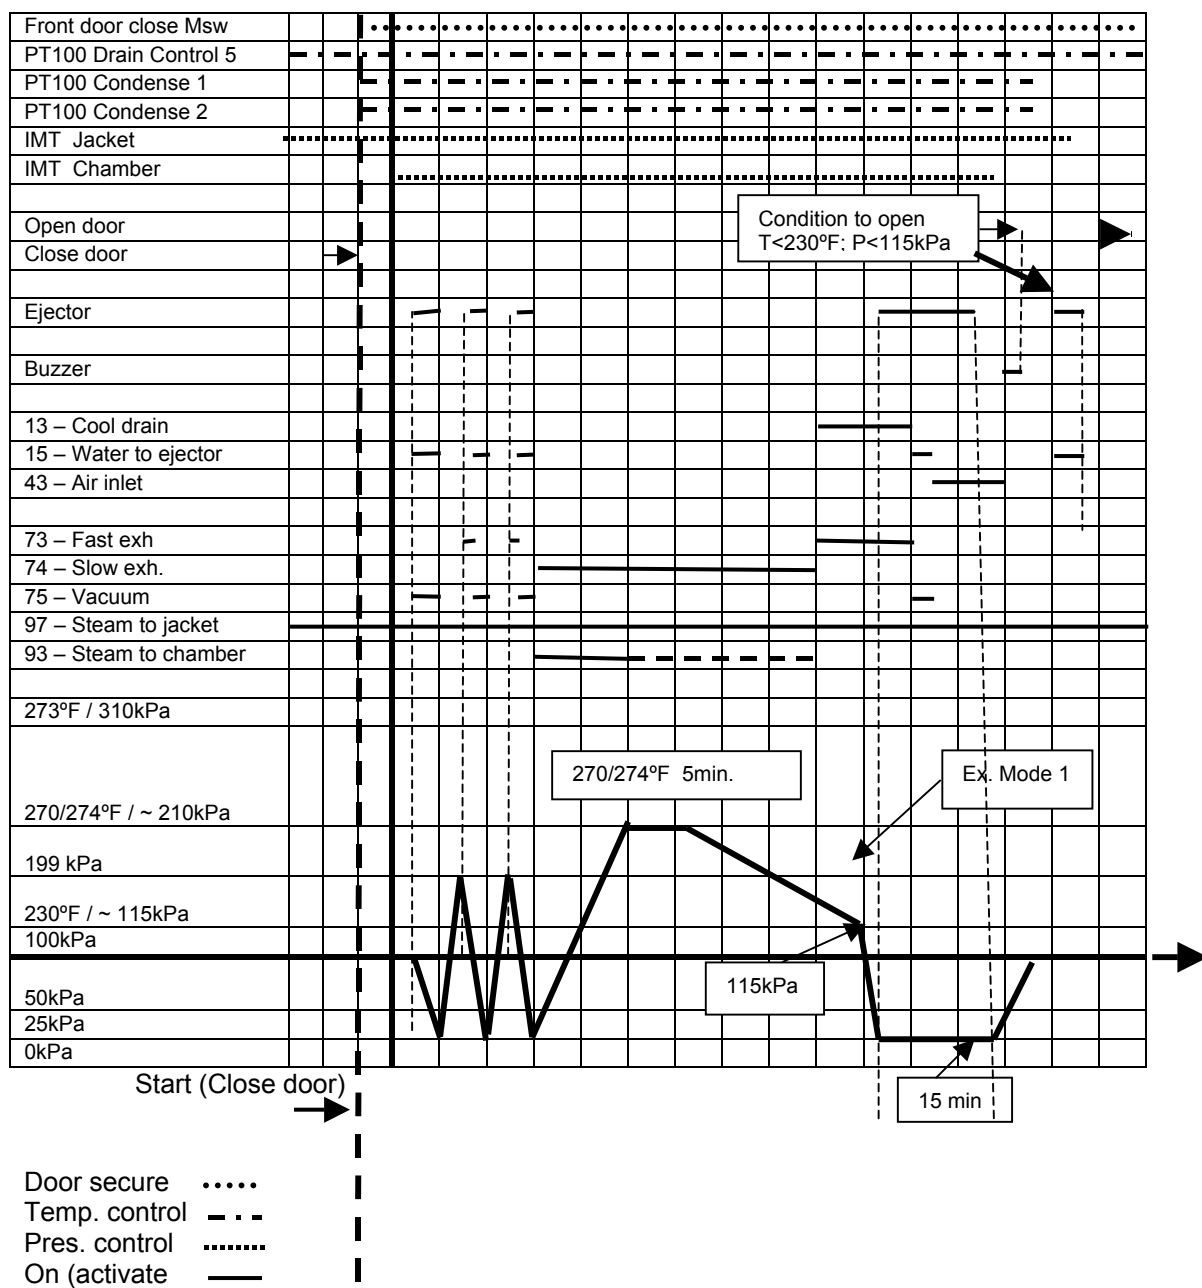 Front door close Msw
PT100 Drain Control 5
PT100 Condense 1
PT100 Condense 2
IMT Jacket
IMT Chamber
Open door
Condition to open
T<230ºF; P<115kPa
Close door
Ejector
Buzzer
13 – Cool drain
15 – Water to ejector
43 – Air inlet
73 – Fast exh
74 – Slow exh.
75 – Vacuum
97 – Steam to jacket
93 – Steam to chamber
273ºF / 310kPa
270/274ºF 5min.
Ex. Mode 1
270/274ºF / ~ 210kPa
199 kPa
230ºF / ~ 115kPa
100kPa
115kPa
50kPa
25kPa
0kPa
Start (Close door)
15 min
Door secure
Temp. control
Pres. control
On (activate